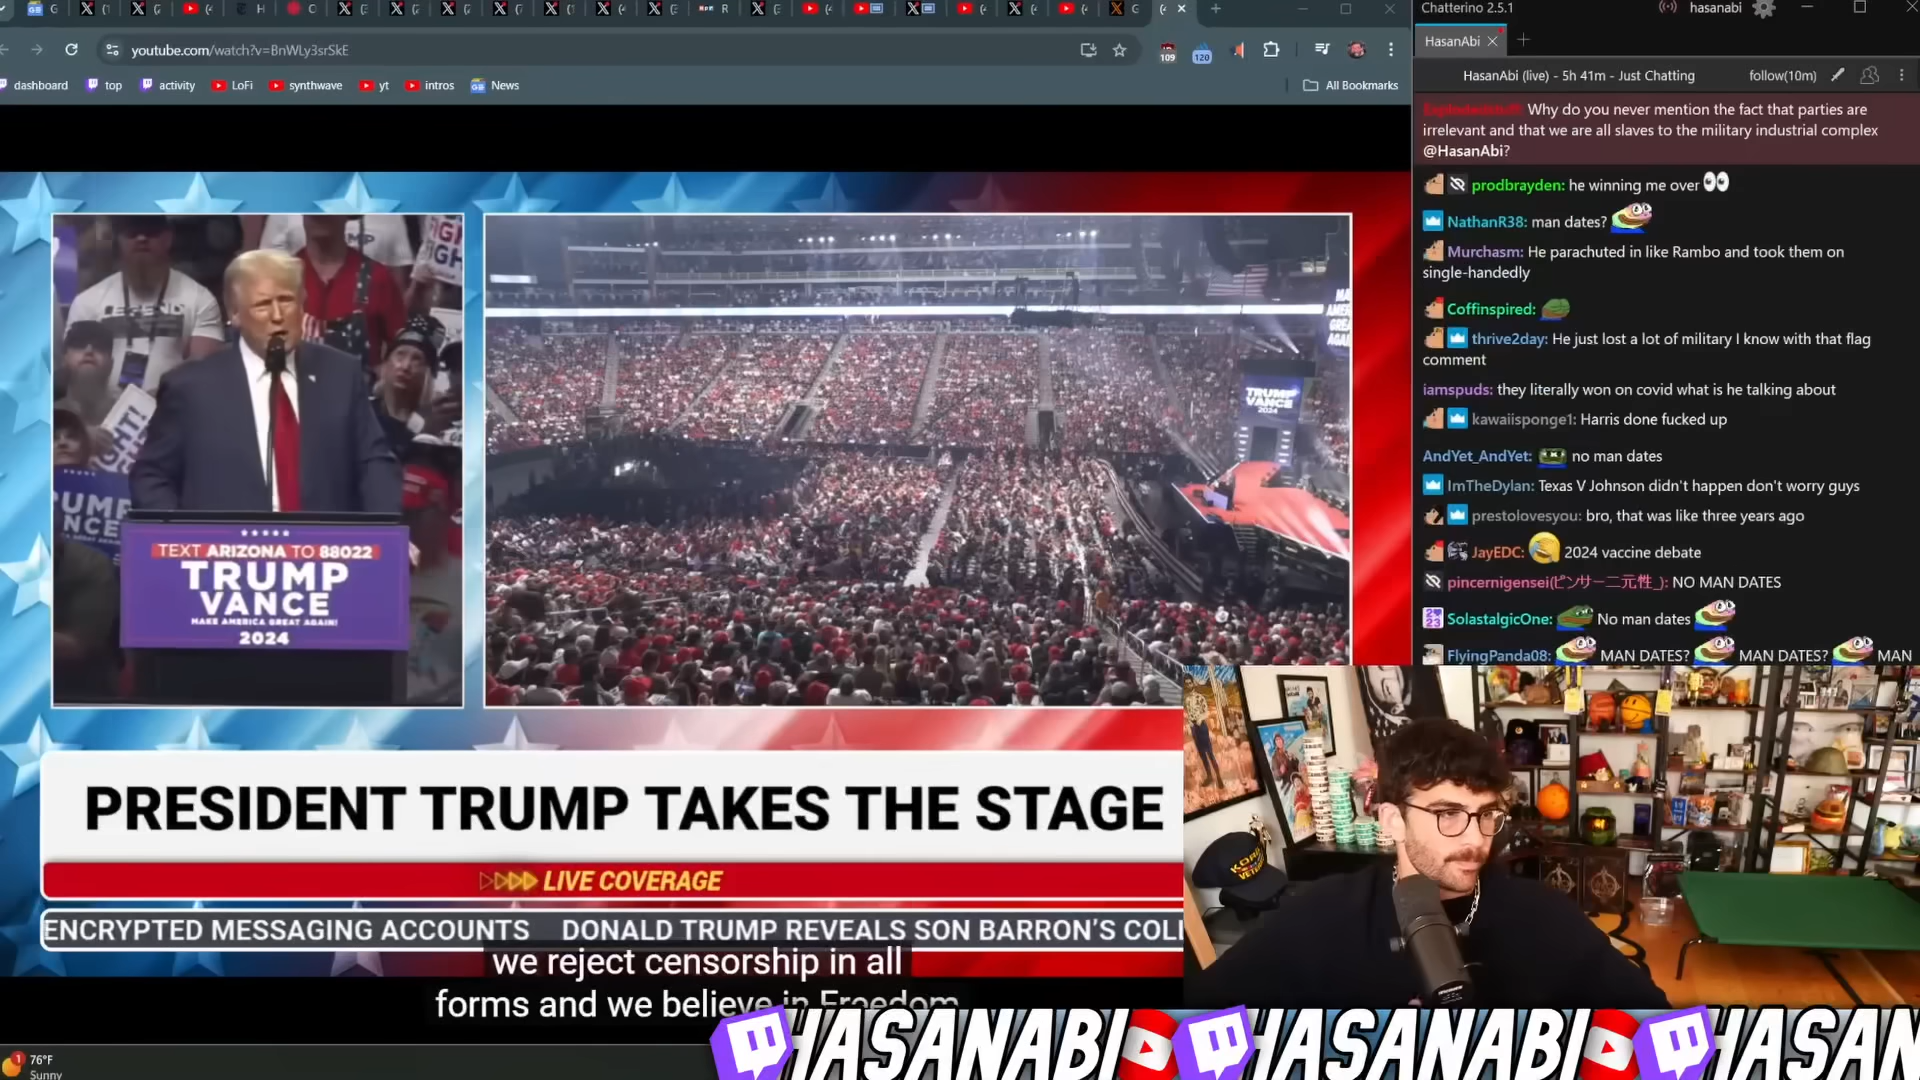 youtube.com/watch?v=BnWLy3srSkE
109
120
dashboard
top
activity
LoFi
synthwave
yt
intros
News
All Bookmarks
LEGEND
TEXT ARIZONA TO 88022
TRUMP
VANCE
MAKE AMERICA GREAT AGAIN!
2024
TRUMP
VANCE
2024
PRESIDENT TRUMP TAKES THE STAGE
LIVE COVERAGE
ENCRYPTED MESSAGING ACCOUNTS DONALD TRUMP REVEALS SON BARRON'S COLL
we reject censorship in all
forms and we believe in Freedom
76°F
Sunny
Chatterino 2.5.1
hasanabi
HasanAbi
HasanAbi (live) - 5h 41m - Just Chatting
follow(10m)
Why do you never mention the fact that parties are
irrelevant and that we are all slaves to the military industrial complex
@HasanAbi?
prodbrayden: he winning me over
NathanR38: man dates?
Murchasm: He parachuted in like Rambo and took them on
single-handedly
Coffinspired:
thrive2day: He just lost a lot of military I know with that flag
comment
iamspuds: they literally won on covid what is he talking about
kawaiisponge1: Harris done fucked up
AndYet_AndYet: no man dates
ImTheDylan: Texas V Johnson didn't happen don't worry guys
prestolovesyou: bro, that was like three years ago
JayEDC: 2024 vaccine debate
pincernigensei(ピンサー二元性_): NO MAN DATES
SolastalgicOne: No man dates
FlyingPanda08: MAN DATES? MAN DATES? MAN
HASANABI HASANABI HASAN